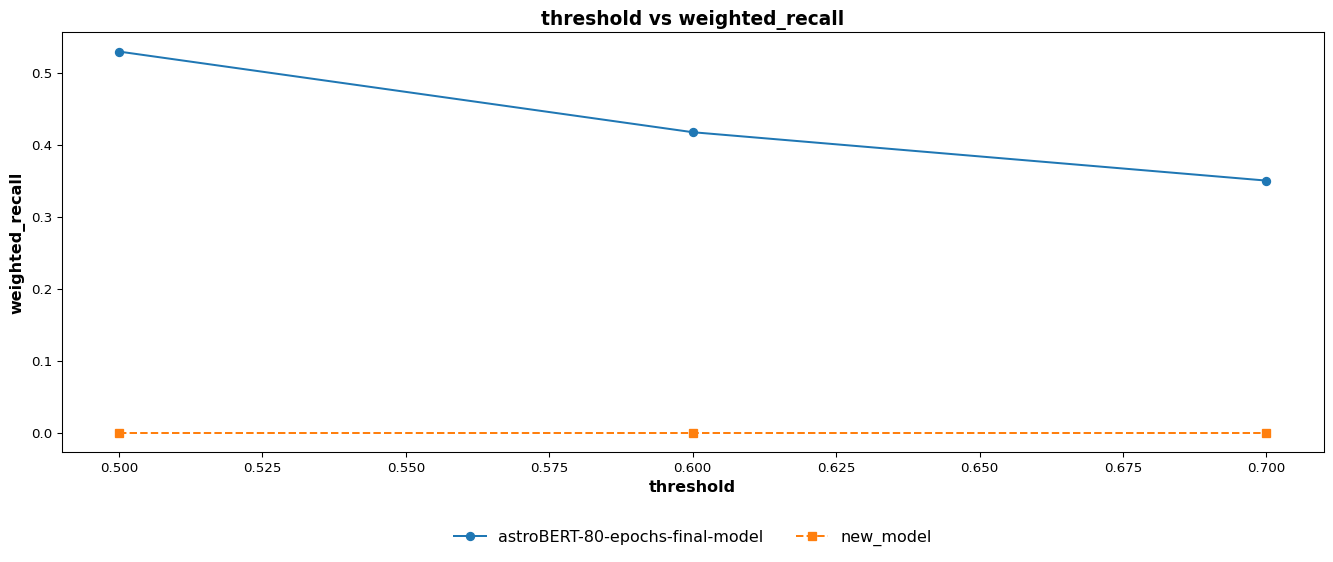 threshold vs weighted_recall
weighted_recall
0.5
0.4
0.3
0.2
0.1
0.0
0.500 0.525 0.550 0.575 0.600 0.625 0.650 0.675 0.700
threshold
astroBERT-80-epochs-final-model new_model